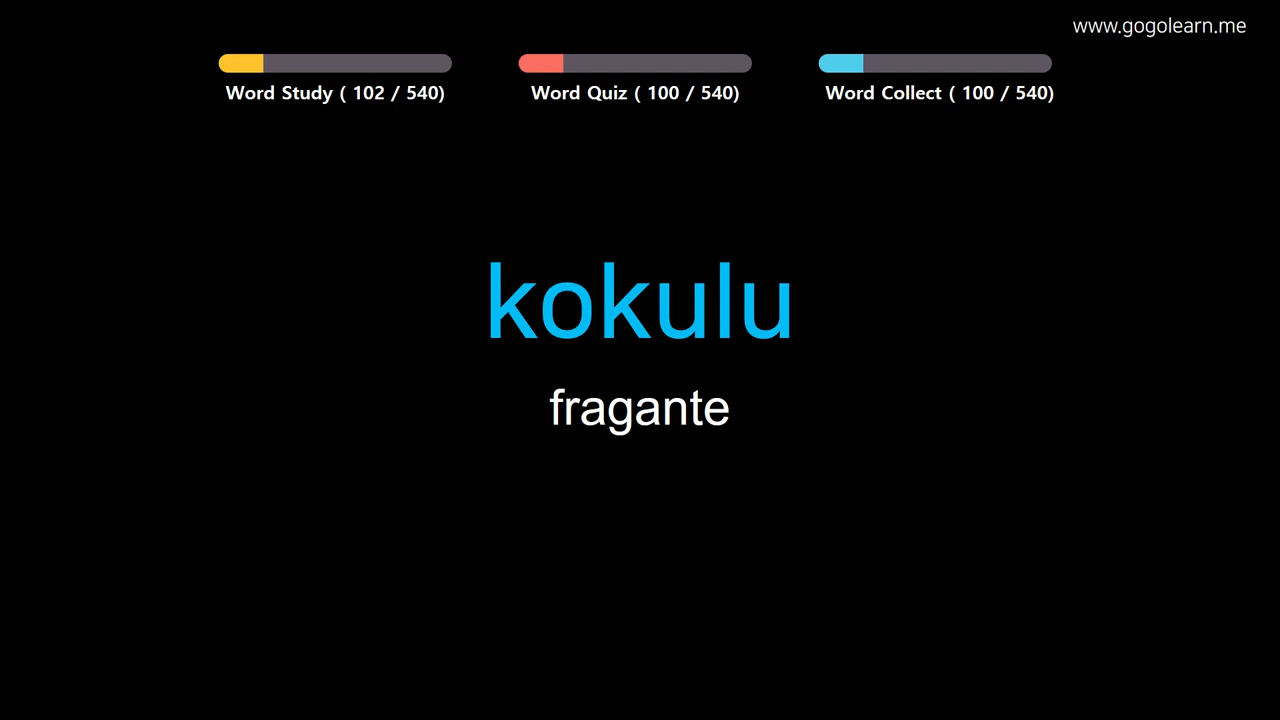 www.gogolearn.me
Word Study ( 102 / 540)
Word Quiz ( 100 / 540)
Word Collect ( 100 / 540)
kokulu
fragante